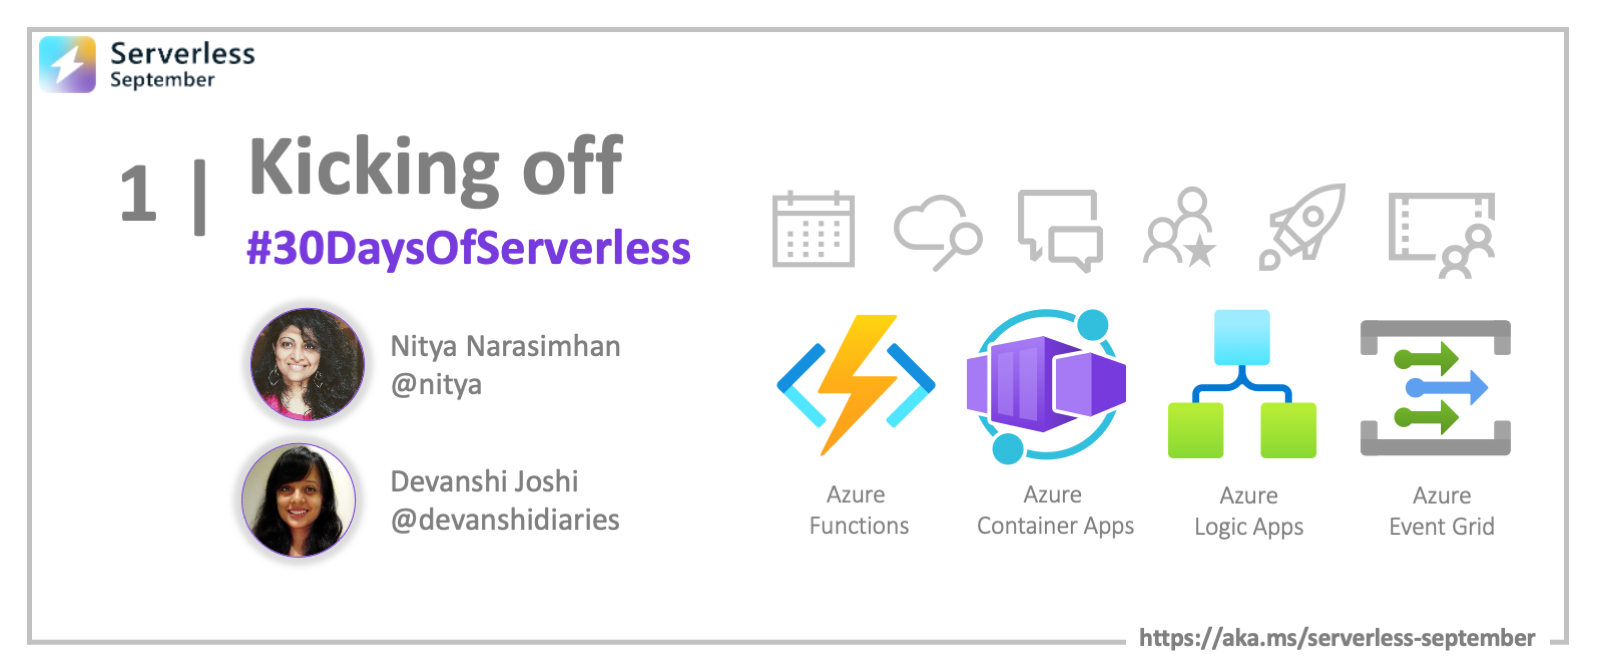 Serverless
September
1 |
Kicking off
#30DaysOfServerless
Nitya Narasimhan
@nitya
Devanshi Joshi
@devanshidiaries
Azure
Functions
Azure
Container Apps
Azure
Logic Apps
Azure
Event Grid
https://aka.ms/serverless-september